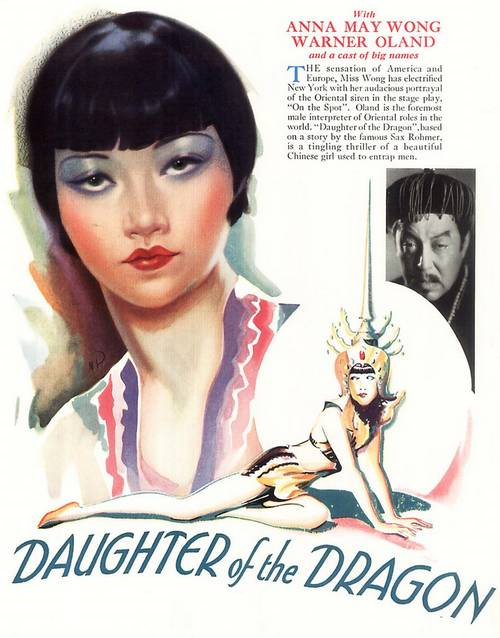 With
ANNA MAY WONG
WARNER OLAND
and a cast of big names
THE sensation of America and
Europe, Miss Wong has electrified
New York with her audacious portrayal
of the Oriental siren in the stage play,
"On the Spot". Oland is the foremost
male interpreter of Oriental roles in the
world. "Daughter of the Dragon", based
on a story by the famous Sax Rohmer,
is a tingling thriller of a beautiful
Chinese girl used to entrap men.
DAUGHTER of the DRAGON